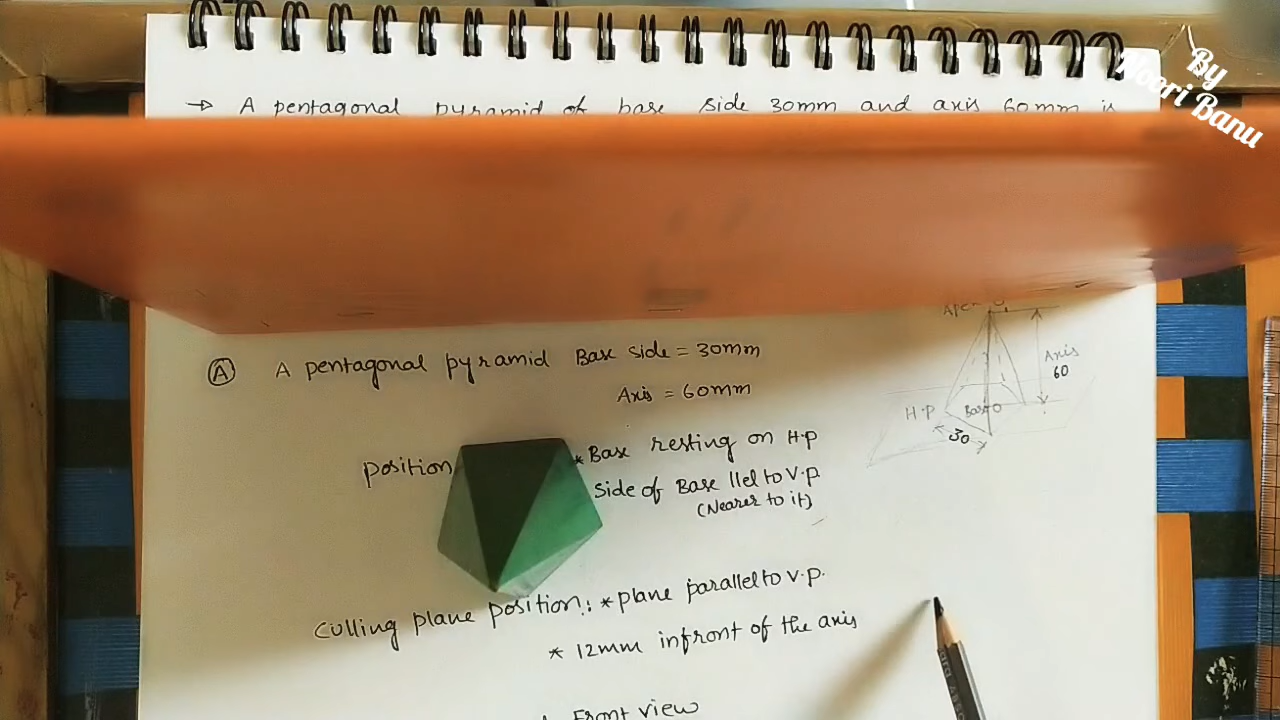 → A pentagonal pyramid of base side 30mm and axis 60mm is
By
Noori Banu
Ⓐ A pentagonal pyramid Base side = 30mm
Axis = 60mm
position * Base resting on H.p
side of Base llel to V.p
(Nearer to it)
Apex O
Axis
60
H.P Base O
30
Cutting plane position: * plane parallel to V.p.
* 12mm infront of the axis
Front view